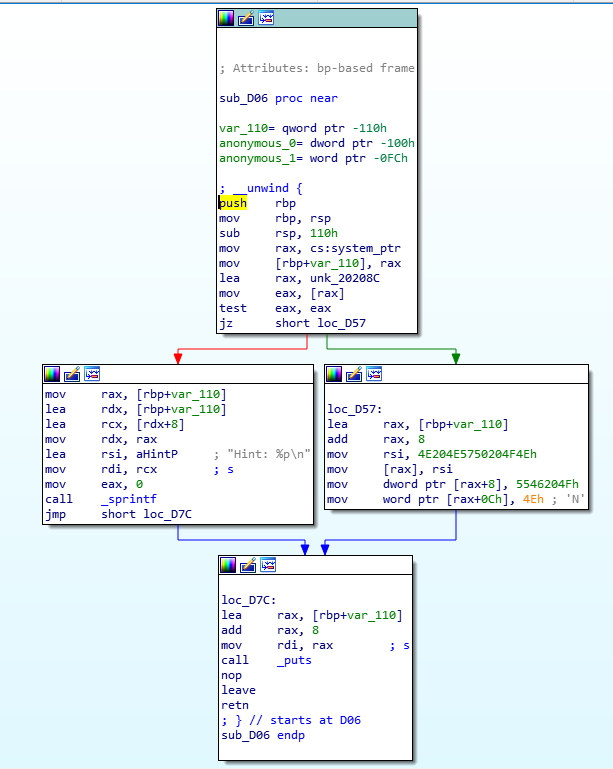 ; Attributes: bp-based frame
sub_D06 proc near
var_110= qword ptr -110h
anonymous_0= dword ptr -100h
anonymous_1= word ptr -0FCh
; __unwind {
push    rbp
mov     rbp, rsp
sub     rsp, 110h
mov     rax, cs:system_ptr
mov     [rbp+var_110], rax
lea     rax, unk_20208C
mov     eax, [rax]
test    eax, eax
jz      short loc_D57
mov     rax, [rbp+var_110]
lea     rdx, [rbp+var_110]
lea     rcx, [rdx+8]
mov     rdx, rax
lea     rsi, aHintP     ; "Hint: %p\n"
mov     rdi, rcx        ; s
mov     eax, 0
call    _sprintf
jmp     short loc_D7C
loc_D57:
lea     rax, [rbp+var_110]
add     rax, 8
mov     rsi, 4E204E5750204F4Eh
mov     [rax], rsi
mov     dword ptr [rax+8], 5546204Fh
mov     word ptr [rax+0Ch], 4Eh ; 'N'
loc_D7C:
lea     rax, [rbp+var_110]
add     rax, 8
mov     rdi, rax        ; s
call    _puts
nop
leave
retn
; } // starts at D06
sub_D06 endp